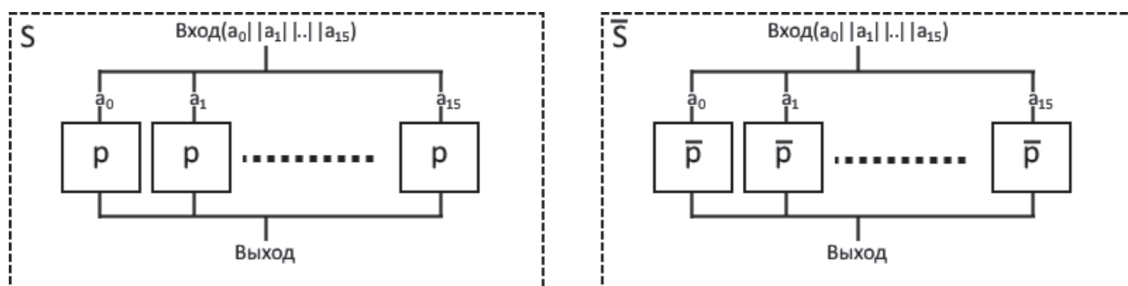 S
Вход(a₀||a₁||..||a₁₅)
a₀ a₁ a₁₅
p p p
Выход
S̅
Вход(a₀||a₁||..||a₁₅)
a₀ a₁ a₁₅
p̅ p̅ p̅
Выход